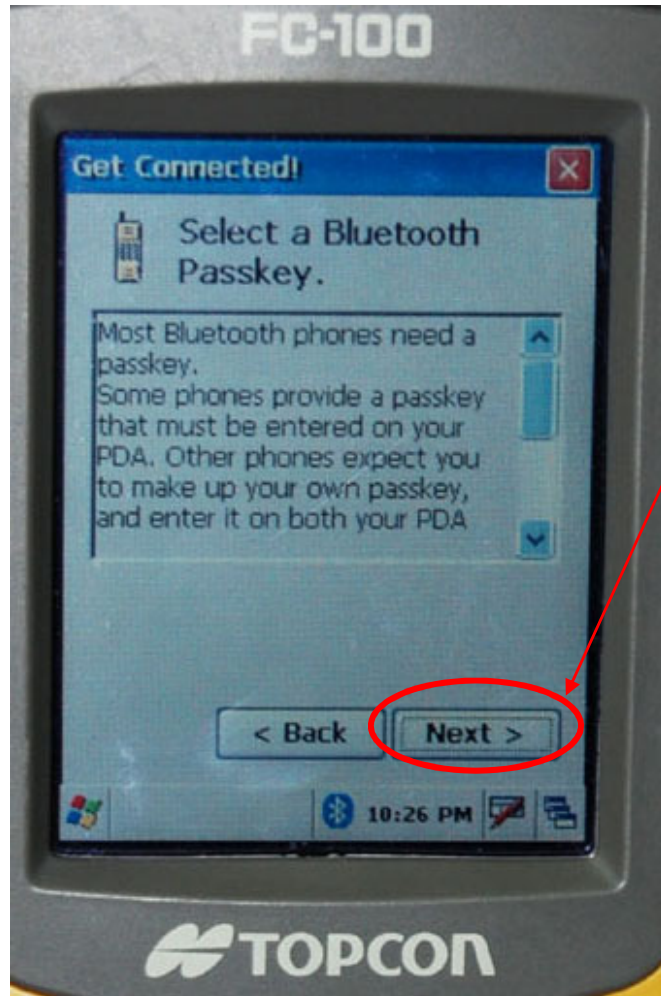 FC-100
Get Connected!
Select a Bluetooth
Passkey.
Most Bluetooth phones need a
passkey.
Some phones provide a passkey
that must be entered on your
PDA. Other phones expect you
to make up your own passkey,
and enter it on both your PDA
< Back Next >
10:26 PM
TOPCON